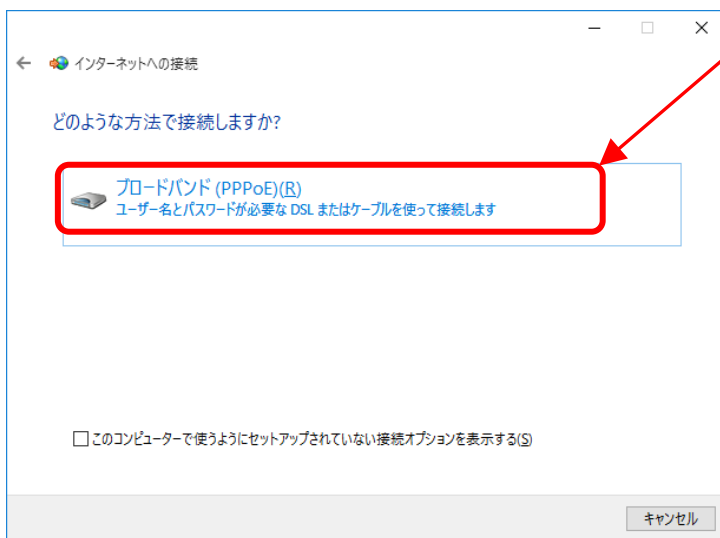 インターネットへの接続
どのような方法で接続しますか?
ブロードバンド (PPPoE)(R)
ユーザー名とパスワードが必要な DSL またはケーブルを使って接続します
このコンピューターで使うようにセットアップされていない接続オプションを表示する(S)
キャンセル